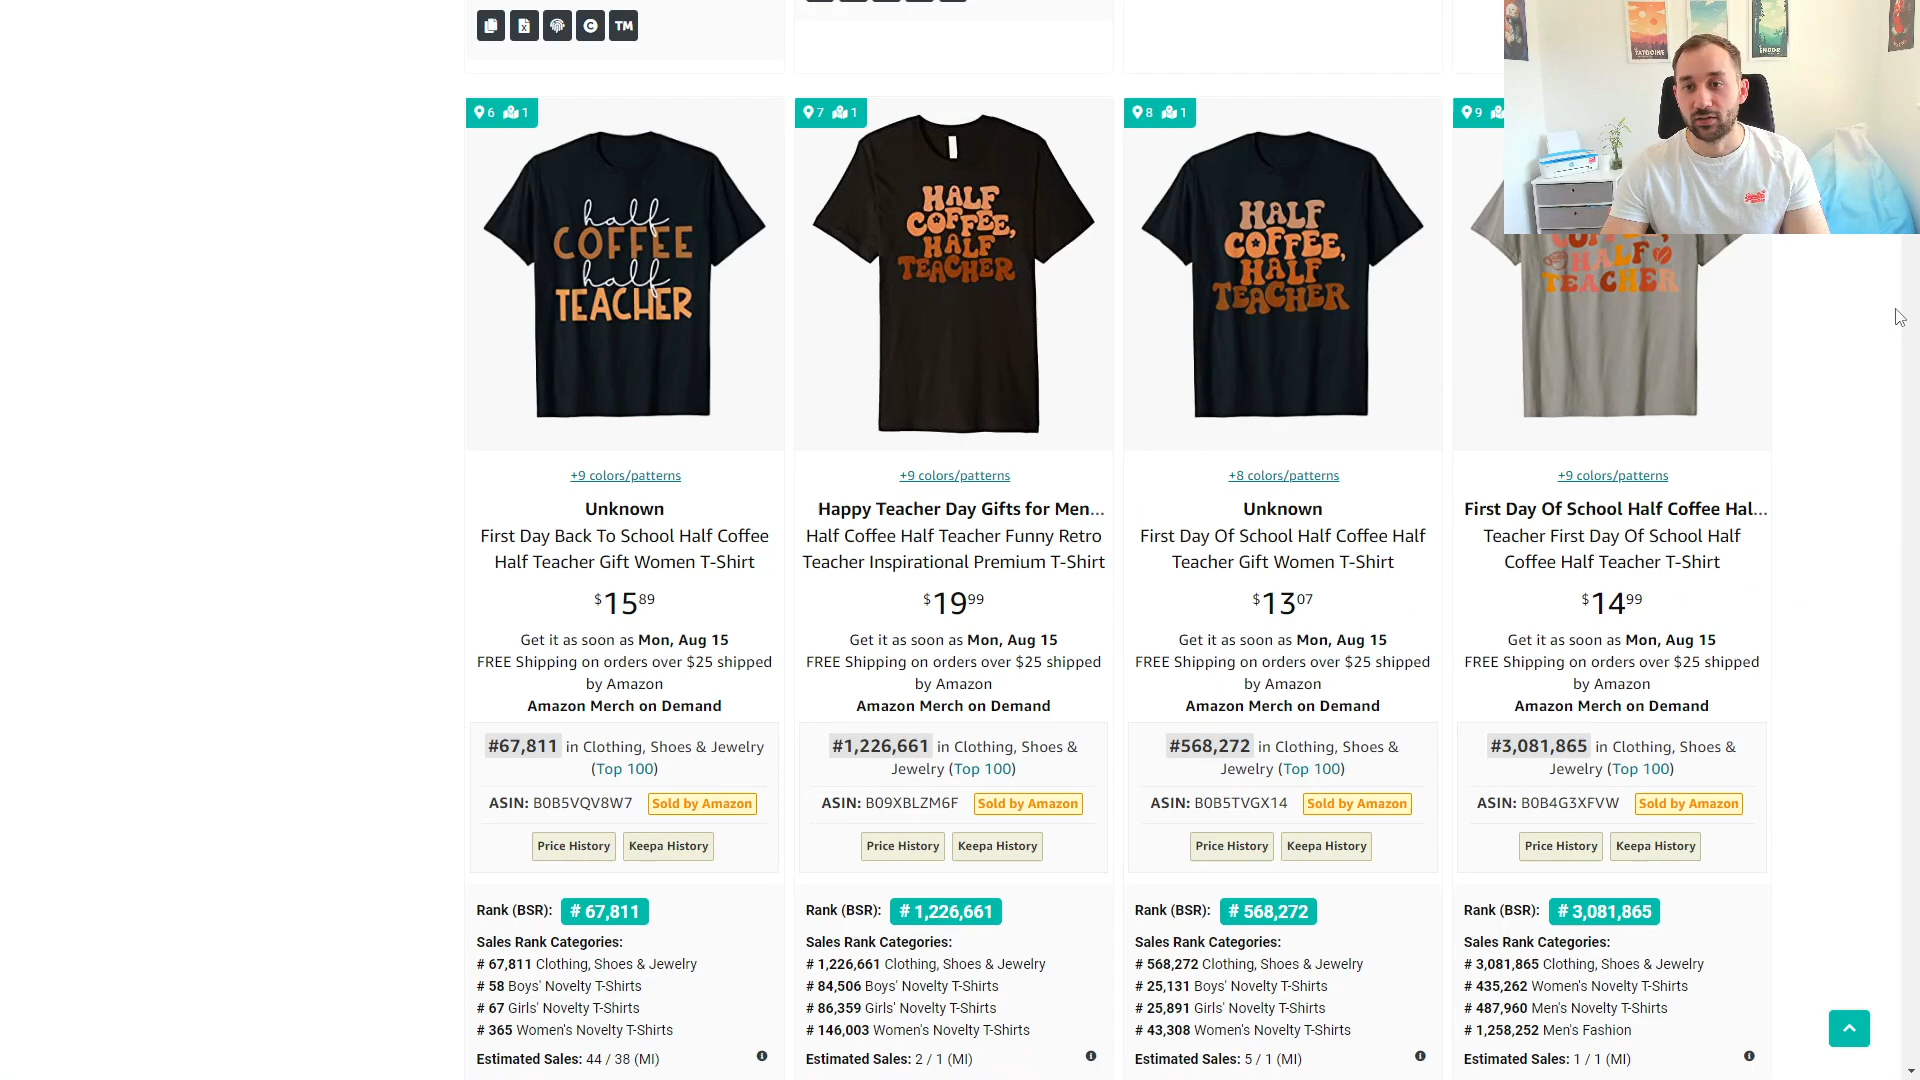 TM
TATOOINE
ENDOR
6 1
7 1
8 1
9
half
COFFEE
half
TEACHER
HALF
COFFEE,
HALF
TEACHER
HALF
COFFEE,
HALF
TEACHER
COFFEE,
HALF
TEACHER
+9 colors/patterns
+9 colors/patterns
+8 colors/patterns
+9 colors/patterns
Unknown
Happy Teacher Day Gifts for Men...
Unknown
First Day Of School Half Coffee Hal...
First Day Back To School Half Coffee
Half Teacher Gift Women T-Shirt
Half Coffee Half Teacher Funny Retro
Teacher Inspirational Premium T-Shirt
First Day Of School Half Coffee Half
Teacher Gift Women T-Shirt
Teacher First Day Of School Half
Coffee Half Teacher T-Shirt
$15 89
$19 99
$13 07
$14 99
Get it as soon as Mon, Aug 15
FREE Shipping on orders over $25 shipped
by Amazon
Amazon Merch on Demand
Get it as soon as Mon, Aug 15
FREE Shipping on orders over $25 shipped
by Amazon
Amazon Merch on Demand
Get it as soon as Mon, Aug 15
FREE Shipping on orders over $25 shipped
by Amazon
Amazon Merch on Demand
Get it as soon as Mon, Aug 15
FREE Shipping on orders over $25 shipped
by Amazon
Amazon Merch on Demand
#67,811 in Clothing, Shoes & Jewelry
(Top 100)
ASIN: B0B5VQV8W7 Sold by Amazon
Price History Keepa History
#1,226,661 in Clothing, Shoes &
Jewelry (Top 100)
ASIN: B09XBLZM6F Sold by Amazon
Price History Keepa History
#568,272 in Clothing, Shoes &
Jewelry (Top 100)
ASIN: B0B5TVGX14 Sold by Amazon
Price History Keepa History
#3,081,865 in Clothing, Shoes &
Jewelry (Top 100)
ASIN: B0B4G3XFVW Sold by Amazon
Price History Keepa History
Rank (BSR): # 67,811
Sales Rank Categories:
# 67,811 Clothing, Shoes & Jewelry
# 58 Boys' Novelty T-Shirts
# 67 Girls' Novelty T-Shirts
# 365 Women's Novelty T-Shirts
Estimated Sales: 44 / 38 (MI)
Rank (BSR): # 1,226,661
Sales Rank Categories:
# 1,226,661 Clothing, Shoes & Jewelry
# 84,506 Boys' Novelty T-Shirts
# 86,359 Girls' Novelty T-Shirts
# 146,003 Women's Novelty T-Shirts
Estimated Sales: 2 / 1 (MI)
Rank (BSR): # 568,272
Sales Rank Categories:
# 568,272 Clothing, Shoes & Jewelry
# 25,131 Boys' Novelty T-Shirts
# 25,891 Girls' Novelty T-Shirts
# 43,308 Women's Novelty T-Shirts
Estimated Sales: 5 / 1 (MI)
Rank (BSR): # 3,081,865
Sales Rank Categories:
# 3,081,865 Clothing, Shoes & Jewelry
# 435,262 Women's Novelty T-Shirts
# 487,960 Men's Novelty T-Shirts
# 1,258,252 Men's Fashion
Estimated Sales: 1 / 1 (MI)